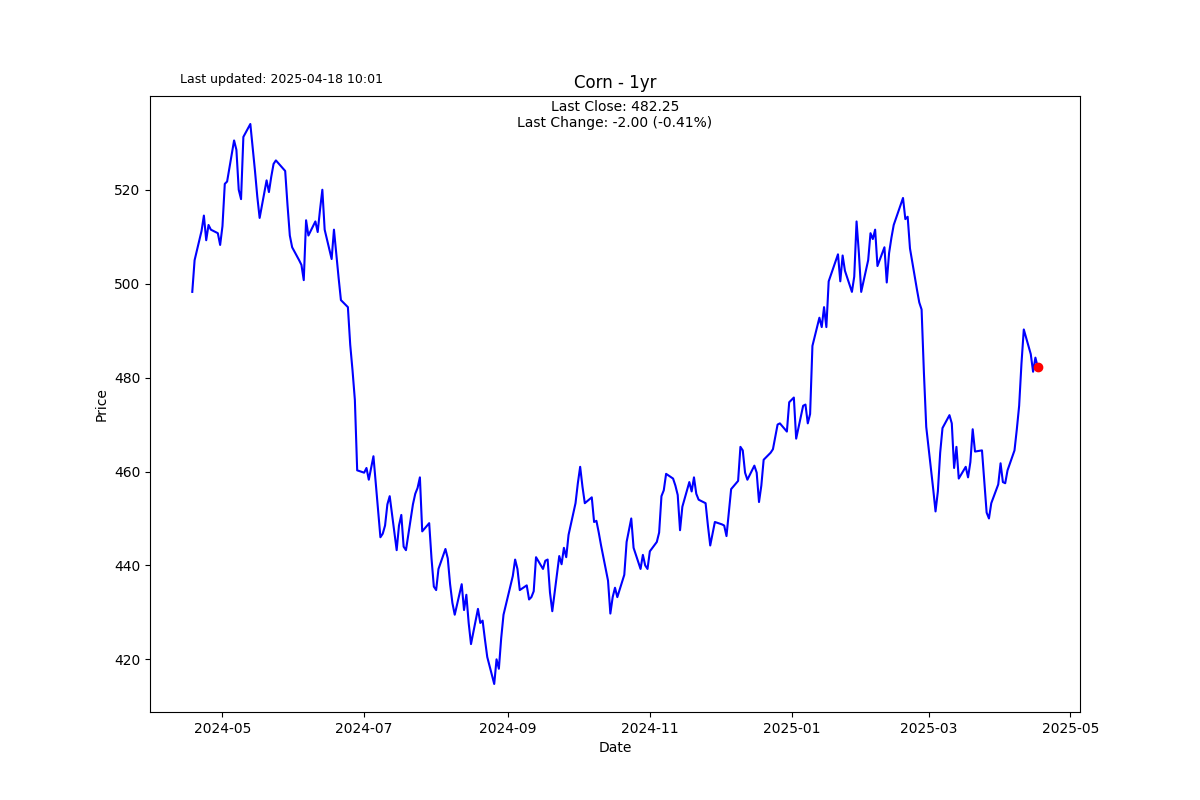 Last updated: 2025-04-18 10:01
Corn - 1yr
Last Close: 482.25
Last Change: -2.00 (-0.41%)
Price
520
500
480
460
440
420
2024-05
2024-07
2024-09
2024-11
2025-01
2025-03
2025-05
Date